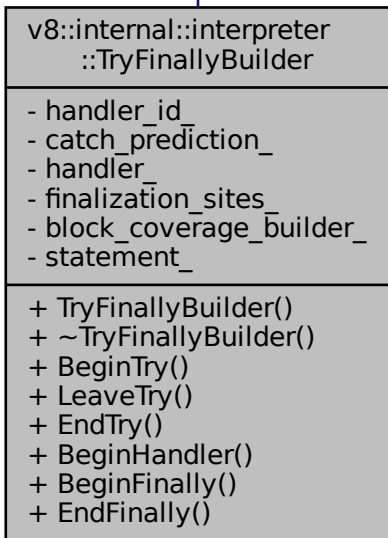 v8::internal::interpreter
::TryFinallyBuilder
- handler_id_
- catch_prediction_
- handler_
- finalization_sites_
- block_coverage_builder_
- statement_
+ TryFinallyBuilder()
+ ~TryFinallyBuilder()
+ BeginTry()
+ LeaveTry()
+ EndTry()
+ BeginHandler()
+ BeginFinally()
+ EndFinally()